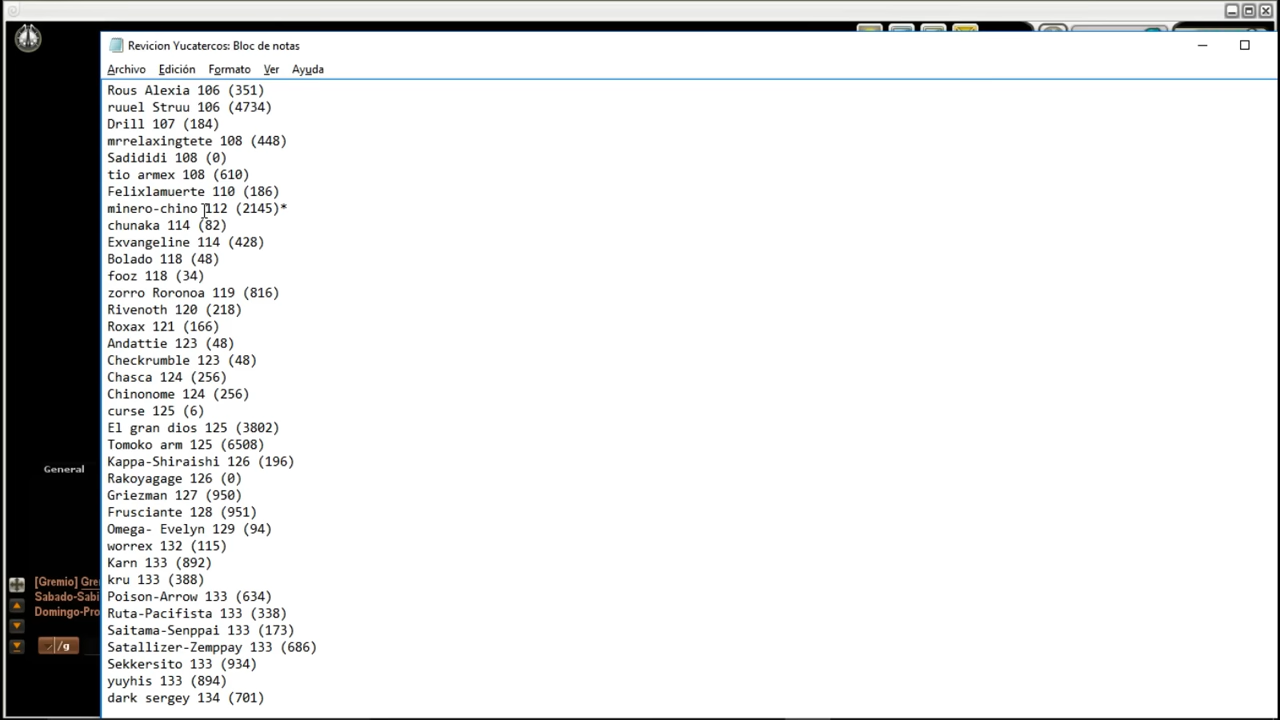 Revicion Yucatercos: Bloc de notas
Archivo Edición Formato Ver Ayuda
Rous Alexia 106 (351)
ruuel Struu 106 (4734)
Drill 107 (184)
mrrelaxingtete 108 (448)
Sadididi 108 (0)
tio armex 108 (610)
Felixlamuerte 110 (186)
minero-chino 112 (2145)*
chunaka 114 (82)
Exvangeline 114 (428)
Bolado 118 (48)
fooz 118 (34)
zorro Roronoa 119 (816)
Rivenoth 120 (218)
Roxax 121 (166)
Andattie 123 (48)
Checkrumble 123 (48)
Chasca 124 (256)
Chinonome 124 (256)
curse 125 (6)
El gran dios 125 (3802)
Tomoko arm 125 (6508)
Kappa-Shiraishi 126 (196)
Rakoyagage 126 (0)
Griezman 127 (950)
Frusciante 128 (951)
Omega- Evelyn 129 (94)
worrex 132 (115)
Karn 133 (892)
kru 133 (388)
Poison-Arrow 133 (634)
Ruta-Pacifista 133 (338)
Saitama-Senppai 133 (173)
Satallizer-Zemppay 133 (686)
Sekkersito 133 (934)
yuyhis 133 (894)
dark sergey 134 (701)
General
[Gremio] Gre
Sabado-Sabi
Domingo-Pro
/g